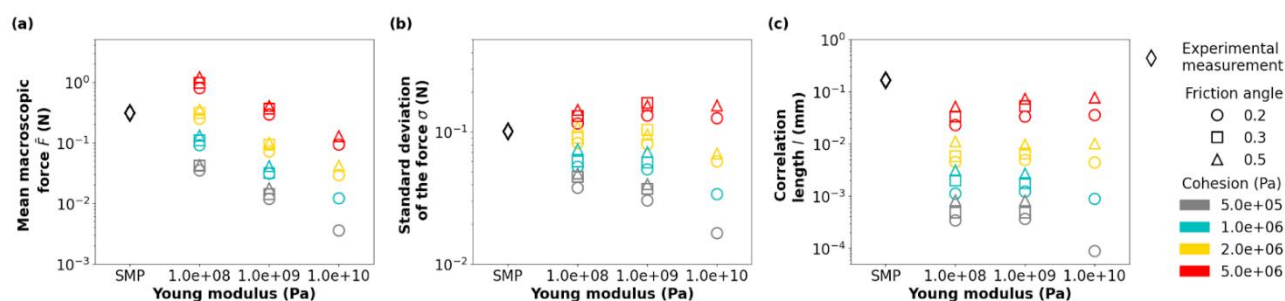 (a)
Mean macroscopic
force F̄ (N)
10⁰
10⁻¹
10⁻²
10⁻³
SMP 1.0e+08 1.0e+09 1.0e+10
Young modulus (Pa)
(b)
Standard deviation
of the force σ (N)
10⁻¹
10⁻²
SMP 1.0e+08 1.0e+09 1.0e+10
Young modulus (Pa)
(c)
Correlation
length l (mm)
10⁰
10⁻¹
10⁻²
10⁻³
10⁻⁴
SMP 1.0e+08 1.0e+09 1.0e+10
Young modulus (Pa)
Experimental
measurement
Friction angle
0.2
0.3
0.5
Cohesion (Pa)
5.0e+05
1.0e+06
2.0e+06
5.0e+06